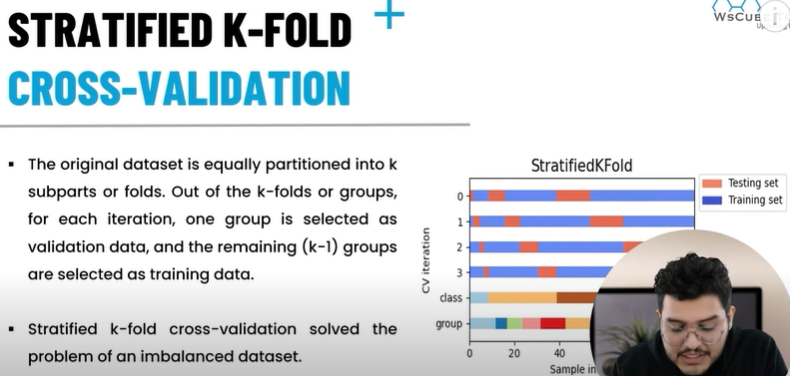 STRATIFIED K-FOLD
CROSS-VALIDATION
WsCube
▪ The original dataset is equally partitioned into k
subparts or folds. Out of the k-folds or groups,
for each iteration, one group is selected as
validation data, and the remaining (k-1) groups
are selected as training data.
▪ Stratified k-fold cross-validation solved the
problem of an imbalanced dataset.
StratifiedKFold
Testing set
Training set
CV iteration
0
1
2
3
class
group
0 20 40
Sample in